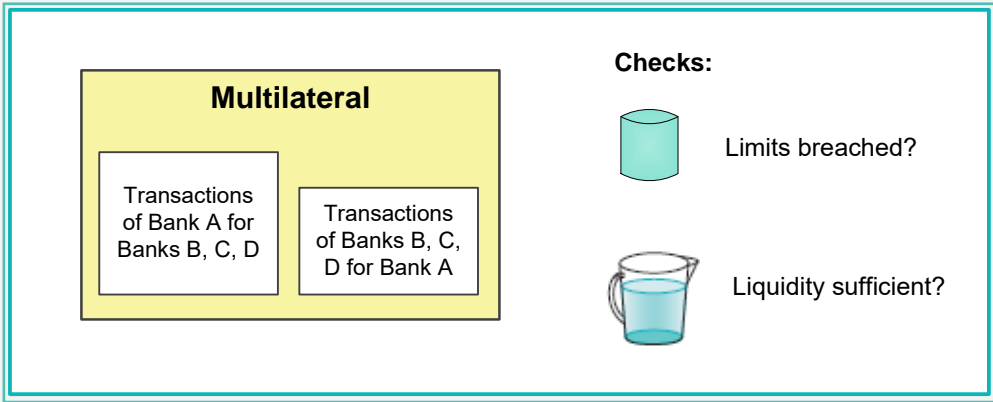 Multilateral
Transactions
of Bank A for
Banks B, C, D
Transactions
of Banks B, C,
D for Bank A
Checks:
Limits breached?
Liquidity sufficient?